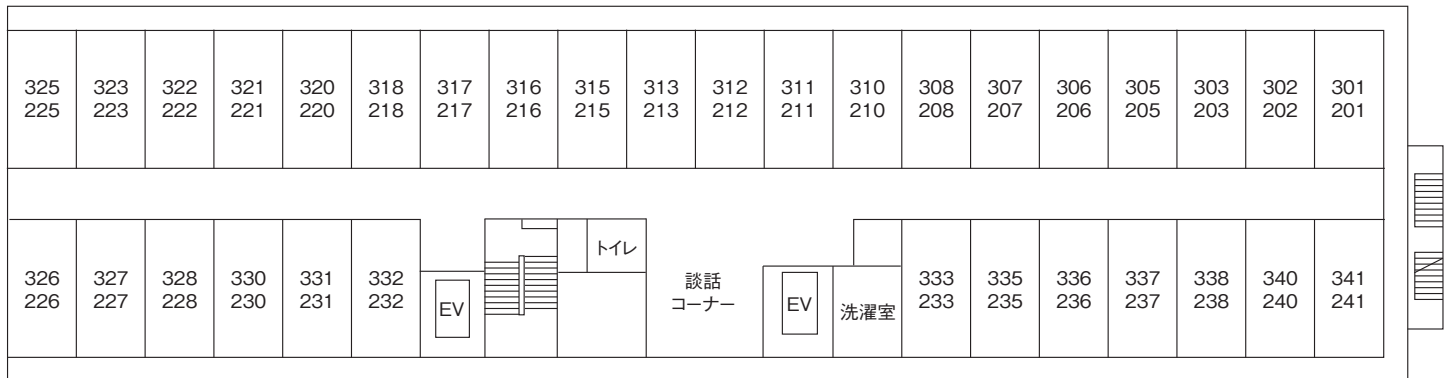 325 323 322 321 320 318 317 316 315 313 312 311 310 308 307 306 305 303 302 301
225 223 222 221 220 218 217 216 215 213 212 211 210 208 207 206 205 203 202 201
トイレ
326 327 328 330 331 332 談話 333 335 336 337 338 340 341
226 227 228 230 231 232 コーナー 233 235 236 237 238 240 241
EV EV 洗濯室